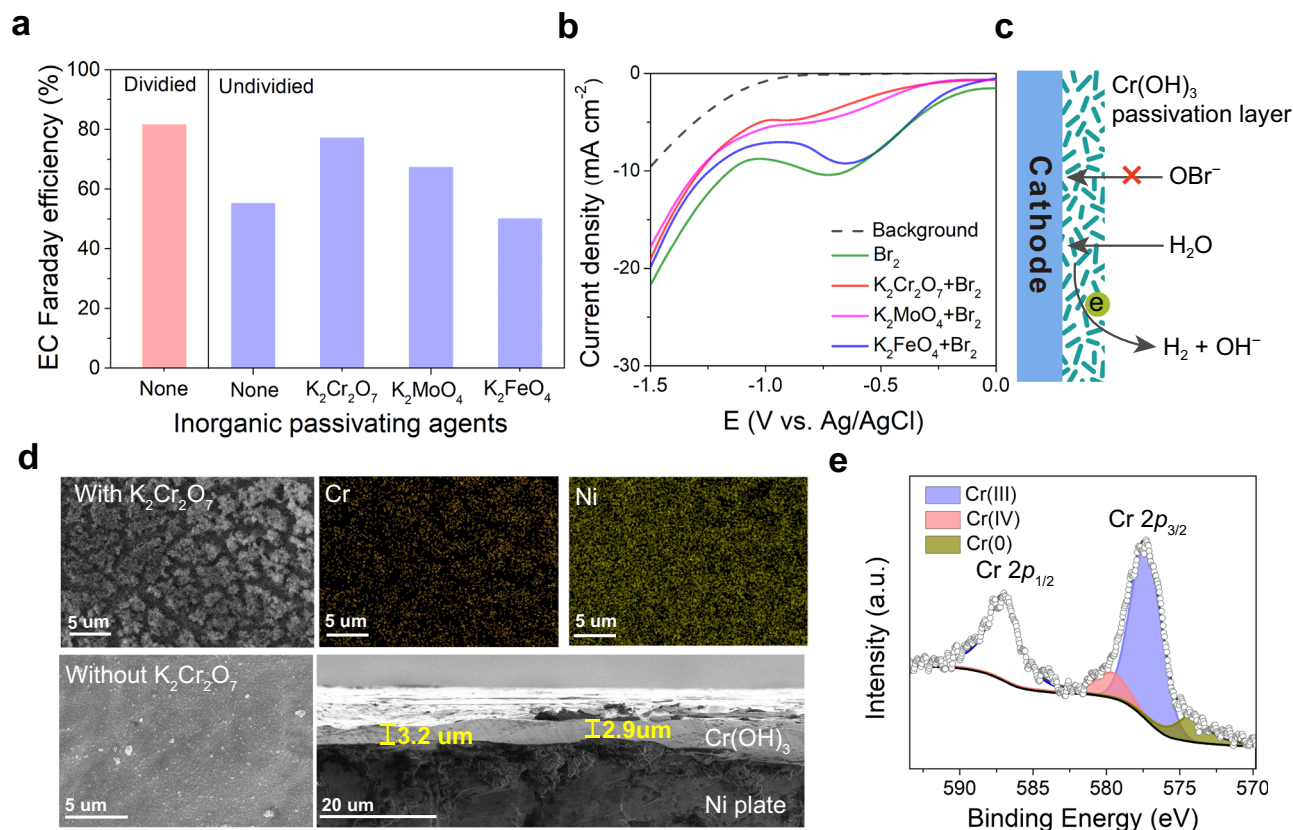 a
EC Faraday efficiency (%)
100
80
60
40
20
0
Dividied
Undividied
None
None
K₂Cr₂O₇
K₂MoO₄
K₂FeO₄
Inorganic passivating agents
b
Current density (mA cm⁻²)
0
-10
-20
-30
Background
Br₂
K₂Cr₂O₇+Br₂
K₂MoO₄+Br₂
K₂FeO₄+Br₂
-1.5
-1.0
-0.5
0.0
E (V vs. Ag/AgCl)
c
Cathode
Cr(OH)₃
passivation layer
OBr⁻
H₂O
e
H₂ + OH⁻
d
With K₂Cr₂O₇
5 um
Cr
5 um
Ni
5 um
Without K₂Cr₂O₇
5 um
3.2 um
2.9um
Cr(OH)₃
20 um
Ni plate
e
Intensity (a.u.)
Cr(III)
Cr(IV)
Cr(0)
Cr 2p₃/₂
Cr 2p₁/₂
590
585
580
575
570
Binding Energy (eV)